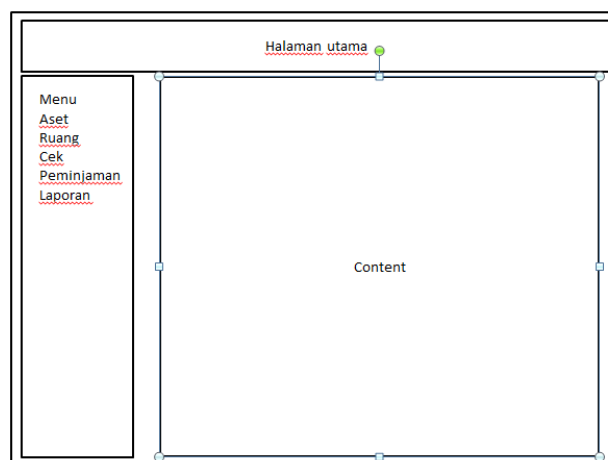 Halaman utama
Menu
Aset
Ruang
Cek
Peminjaman
Laporan
Content